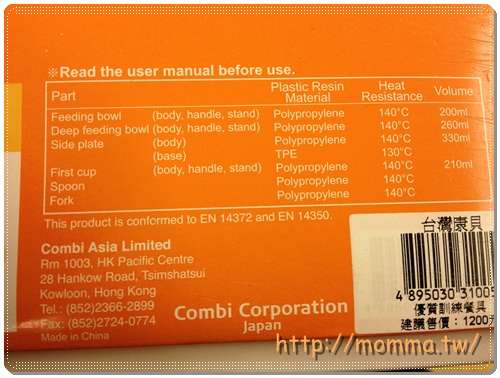 ※Read the user manual before use.
Part Plastic Resin Material Heat Resistance Volume
Feeding bowl (body, handle, stand) Polypropylene 140°C 200ml
Deep feeding bowl (body, handle, stand) Polypropylene 140°C 260ml
Side plate (body) Polypropylene 140°C 330ml
(base) TPE 130°C
First cup (body, handle, stand) Polypropylene 140°C 210ml
Spoon Polypropylene 140°C
Fork Polypropylene 140°C
This product is conformed to EN 14372 and EN 14350.
Combi Asia Limited
Rm 1003, HK Pacific Centre
28 Hankow Road, Tsimshatsui
Kowloon, Hong Kong
Tel.: (852)2366-2899
Fax: (852)2724-0774
Made in China
Combi Corporation
Japan
台灣康貝
4 895030 31005
優質訓練餐具
建議售價：1200
http://momma.tw/